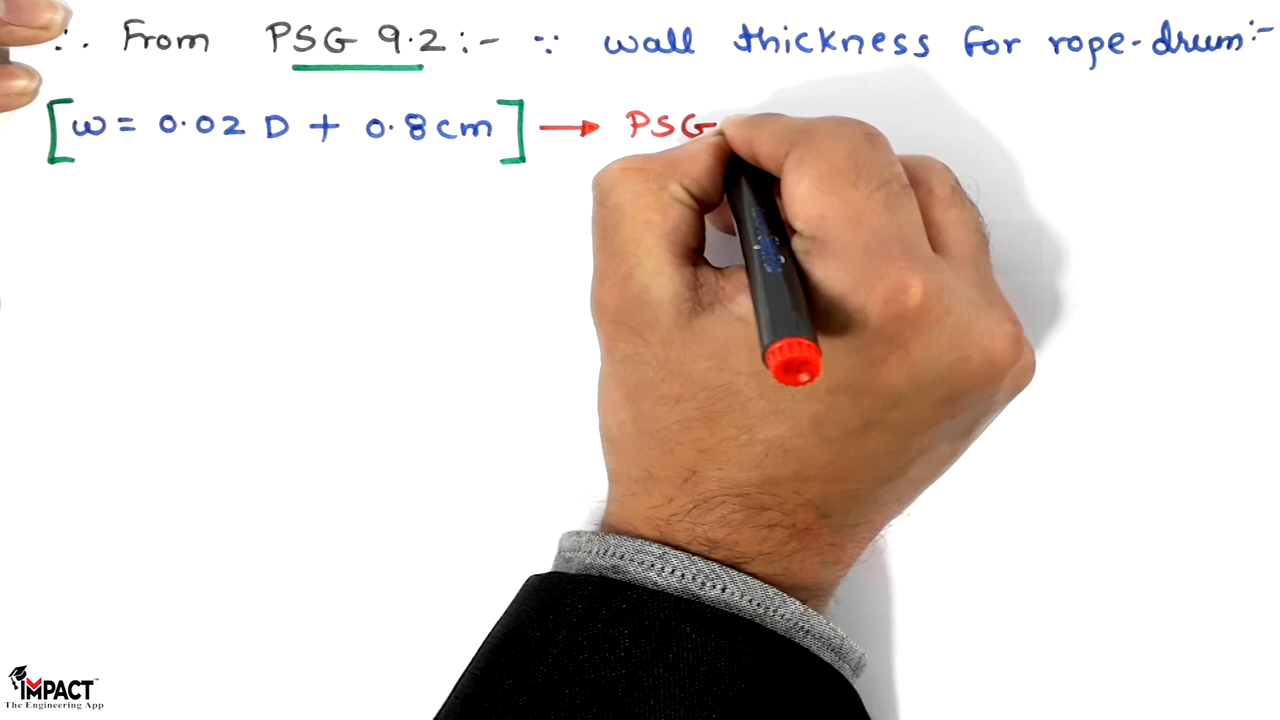 ∴ From PSG 9.2:- ∵ wall thickness for rope-drum:-
[w = 0.02 D + 0.8 cm] → PSG
IMPACT
The Engineering App